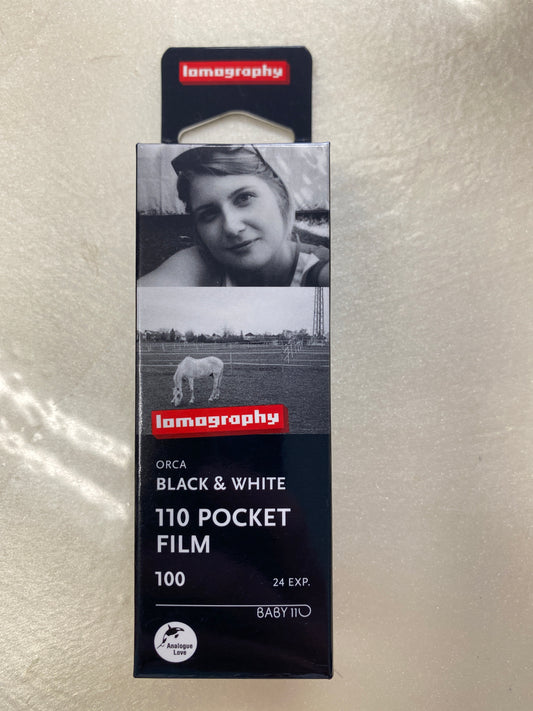 lomography
lomography
ORCA
BLACK & WHITE
110 POCKET
FILM
100
24 EXP.
BABY 110
Analogue
Love